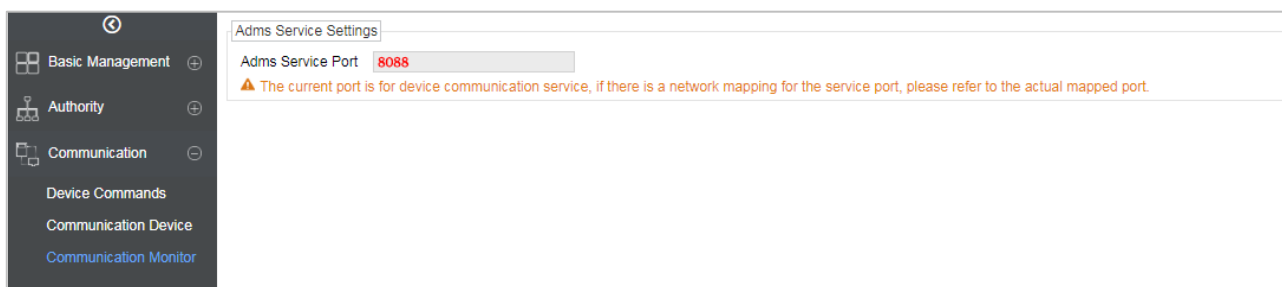 Basic Management
Authority
Communication
Device Commands
Communication Device
Communication Monitor
Adms Service Settings
Adms Service Port 8088
The current port is for device communication service, if there is a network mapping for the service port, please refer to the actual mapped port.